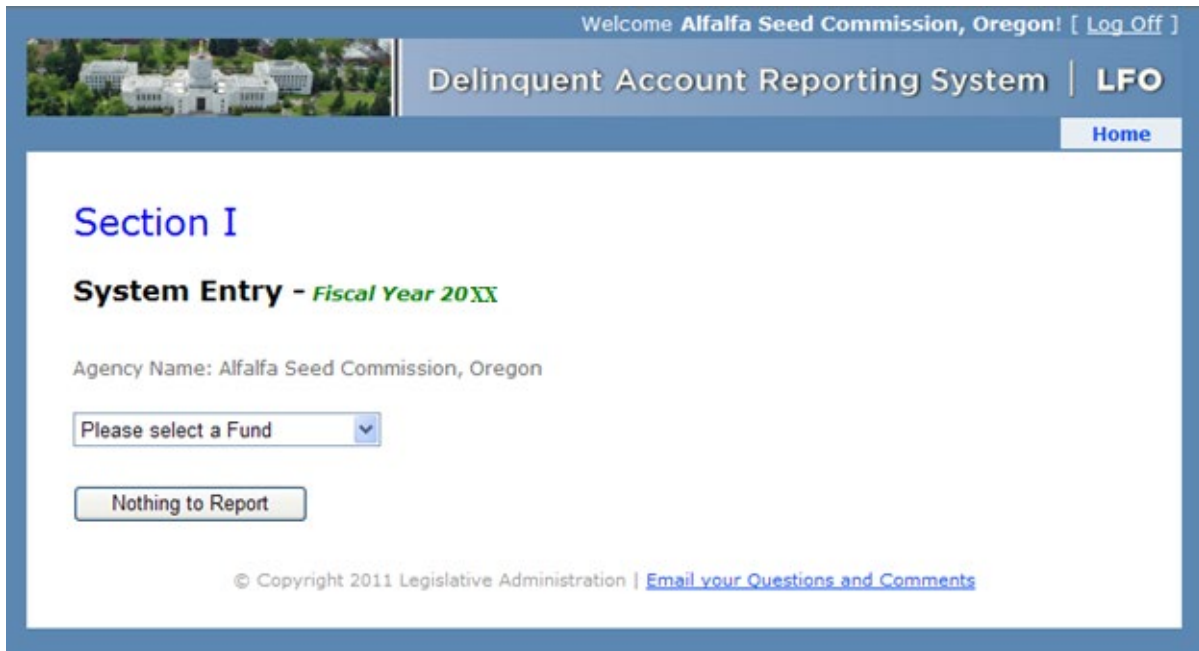 Welcome Alfalfa Seed Commission, Oregon! [ Log Off ]
Delinquent Account Reporting System | LFO
Home
Section I
System Entry - Fiscal Year 20XX
Agency Name: Alfalfa Seed Commission, Oregon
Please select a Fund
Nothing to Report
© Copyright 2011 Legislative Administration | Email your Questions and Comments